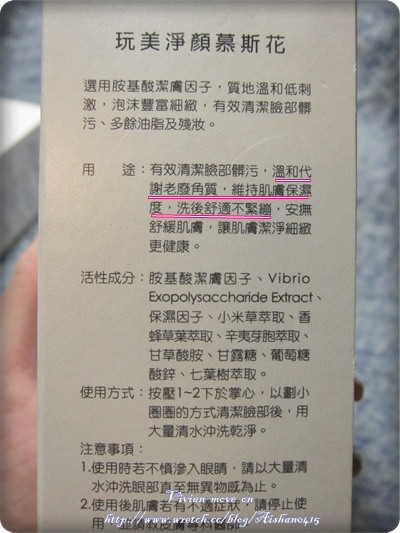 玩美淨顏慕斯花
選用胺基酸潔膚因子，質地溫和低刺
激，泡沫豐富細緻，有效清潔臉部髒
污、多餘油脂及殘妝。
用　　途：有效清潔臉部髒污，溫和代
謝老廢角質，維持肌膚保濕
度，洗後舒適不緊繃，安撫
舒緩肌膚，讓肌膚潔淨細緻
更健康。
活性成分：胺基酸潔膚因子、Vibrio
Exopolysaccharide Extract、
保濕因子、小米草萃取、香
蜂草葉萃取、辛夷芽胞萃取、
甘草酸胺、甘露糖、葡萄糖
酸鋅、七葉樹萃取。
使用方式：按壓1~2下於掌心，以劃小
圈圈的方式清潔臉部後，用
大量清水沖洗乾淨。
注意事項：
1.使用時若不慎滲入眼睛，請以大量清
水沖洗眼部直至無異物感為止。
2.使用後肌膚若有不適症狀，請停止使
用
Vivian move on
http://www.wretch.cc/blog/Aishano415